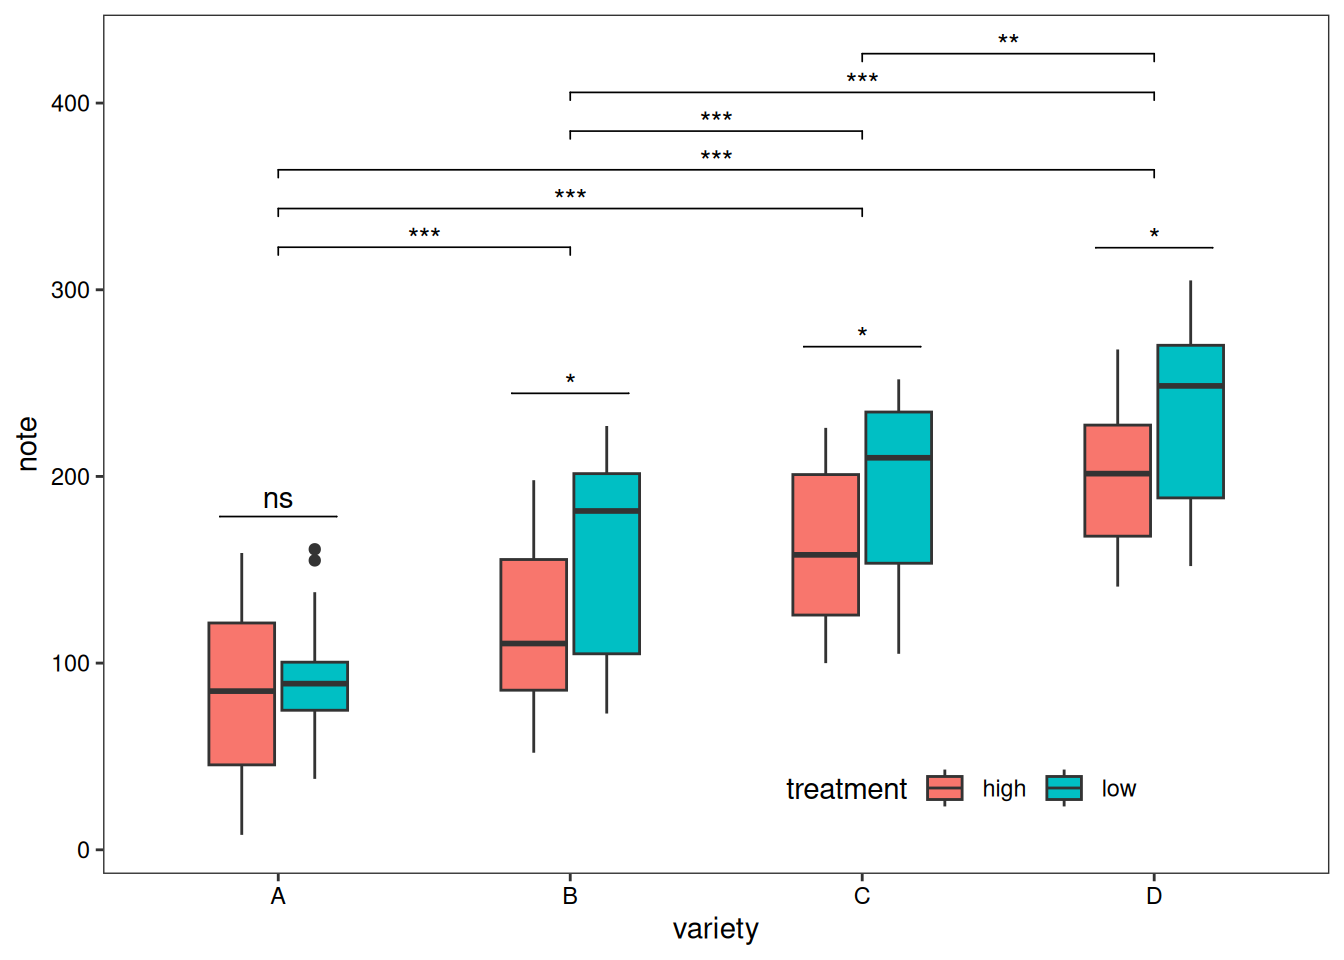 **
***
400
***
***
***
***
*
300
*
*
note
200
ns
100
treatment high low
0
A B C D
variety